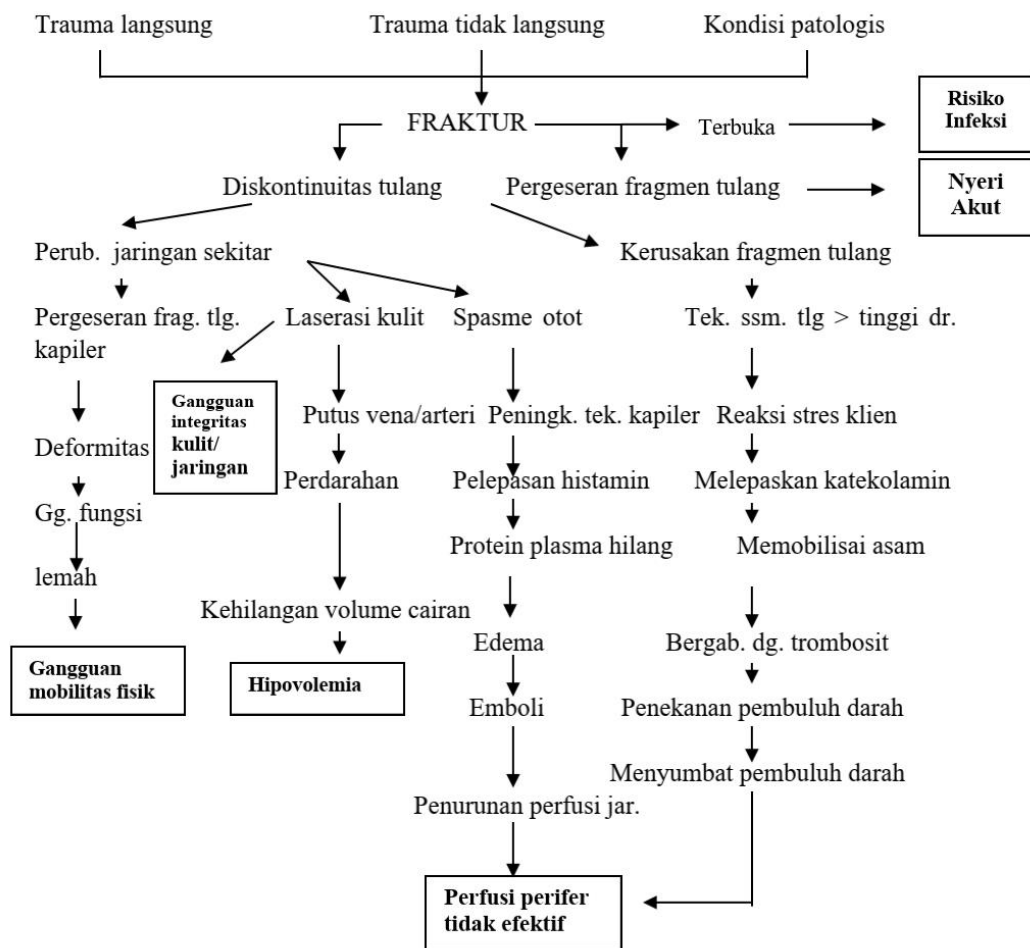 Trauma langsung
Trauma tidak langsung
Kondisi patologis
Risiko
Infeksi
FRAKTUR
Terbuka
Diskontinuitas tulang
Pergeseran fragmen tulang
Nyeri
Akut
Perub. jaringan sekitar
Kerusakan fragmen tulang
Pergeseran frag. tlg.
kapiler
Laserasi kulit
Spasme otot
Tek. ssm. tlg > tinggi dr.
Gangguan
integritas
kulit/
jaringan
Putus vena/arteri
Peningk. tek. kapiler
Reaksi stres klien
Deformitas
Perdarahan
Pelepasan histamin
Melepaskan katekolamin
Gg. fungsi
Protein plasma hilang
Memobilisai asam
lemah
Kehilangan volume cairan
Edema
Bergab. dg. trombosit
Gangguan
mobilitas fisik
Hipovolemia
Emboli
Penekanan pembuluh darah
Menyumbat pembuluh darah
Penurunan perfusi jar.
Perfusi perifer
tidak efektif